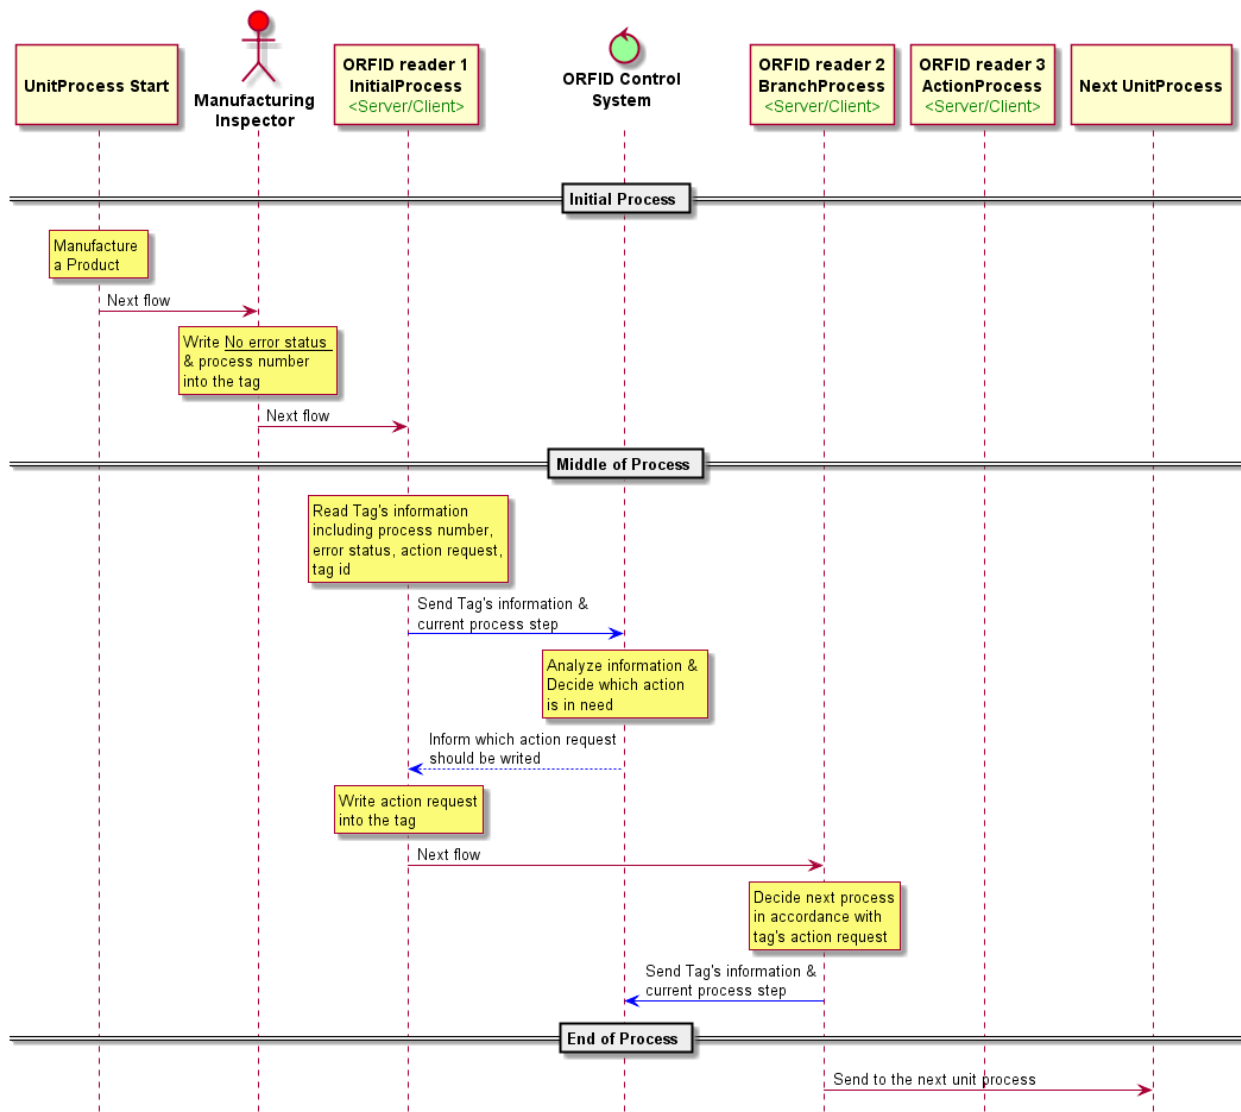 UnitProcess Start
Manufacturing
Inspector
ORFID reader 1
InitialProcess
<Server/Client>
ORFID Control
System
ORFID reader 2
BranchProcess
<Server/Client>
ORFID reader 3
ActionProcess
<Server/Client>
Next UnitProcess
Initial Process
Manufacture
a Product
Next flow
Write No error status
& process number
into the tag
Next flow
Middle of Process
Read Tag's information
including process number,
error status, action request,
tag id
Send Tag's information &
current process step
Analyze information &
Decide which action
is in need
Inform which action request
should be writed
Write action request
into the tag
Next flow
Decide next process
in accordance with
tag's action request
Send Tag's information &
current process step
End of Process
Send to the next unit process